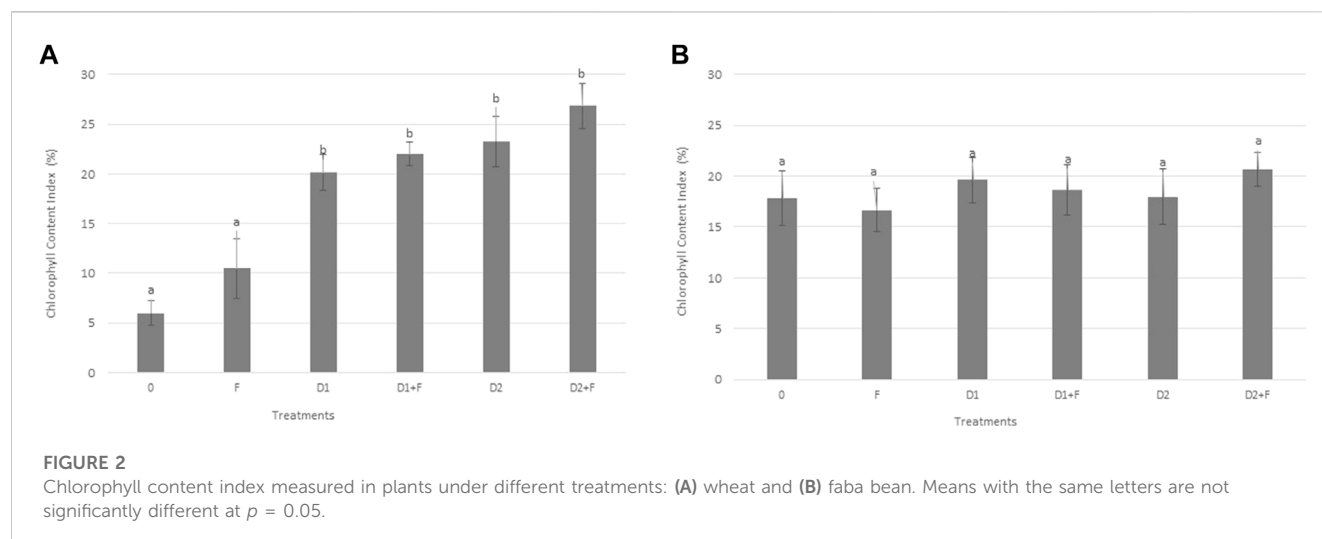 A
Chlorophyll Content Index (%)
30
25
20
15
10
5
0
a
a
b
b
b
b
0 F D1 D1+F D2 D2+F
Treatments
B
Chlorophyll Content Index (%)
30
25
20
15
10
5
0
a
a
a
a
a
a
0 F D1 D1+F D2 D2+F
Treatments
FIGURE 2
Chlorophyll content index measured in plants under different treatments: (A) wheat and (B) faba bean. Means with the same letters are not
significantly different at p = 0.05.